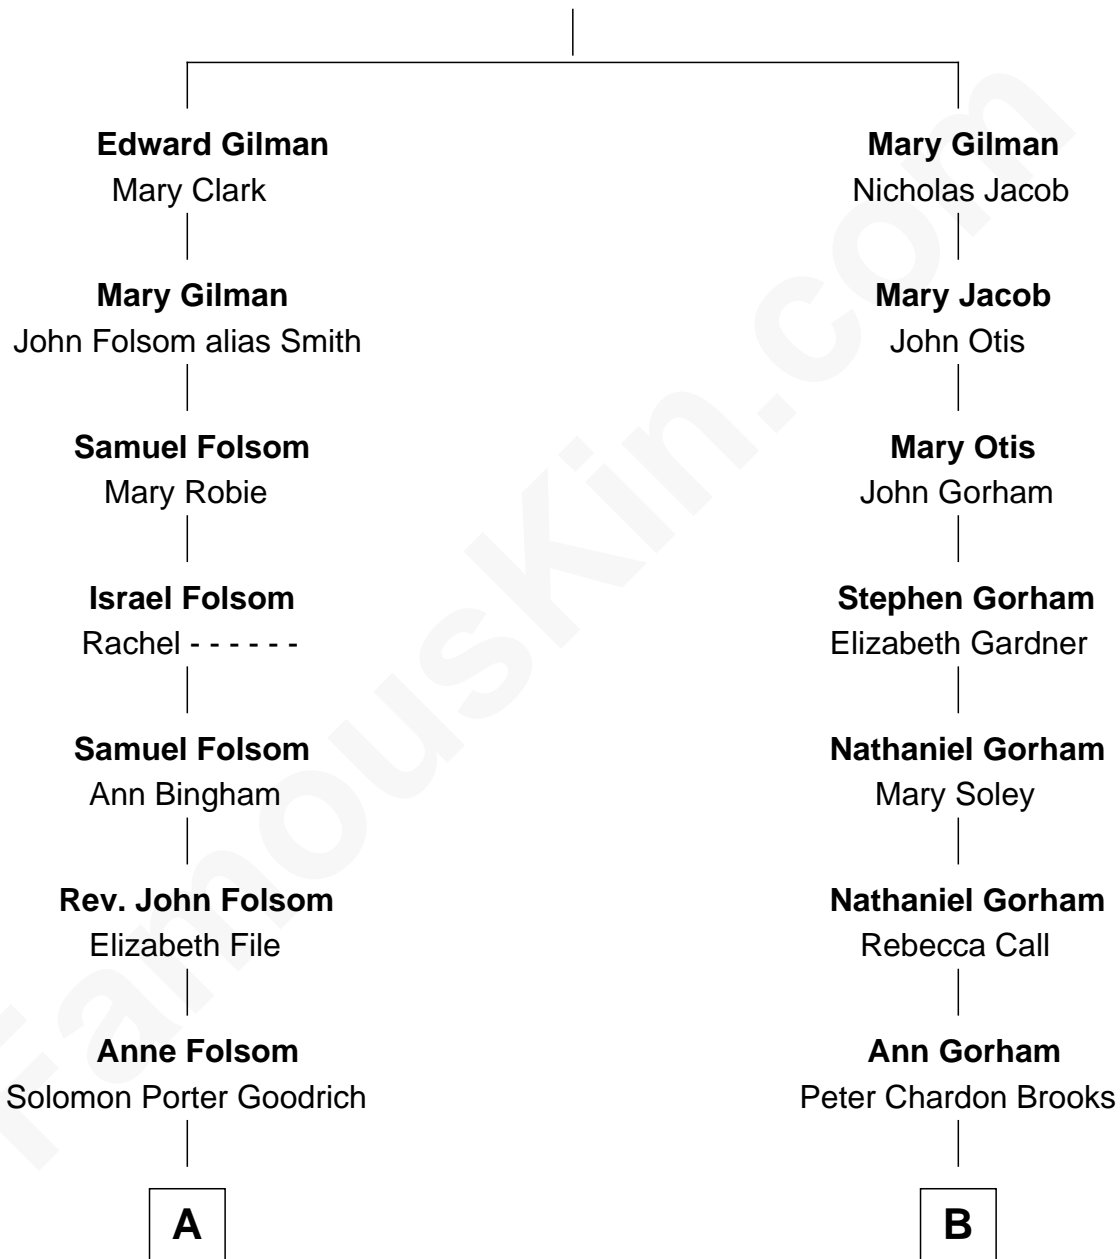 Edward Gilman
Mary Clark
Mary Gilman
John Folsom alias Smith
Samuel Folsom
Mary Robie
Israel Folsom
Rachel - - - - - -
Samuel Folsom
Ann Bingham
Rev. John Folsom
Elizabeth File
Anne Folsom
Solomon Porter Goodrich
A
Mary Gilman
Nicholas Jacob
Mary Jacob
John Otis
Mary Otis
John Gorham
Stephen Gorham
Elizabeth Gardner
Nathaniel Gorham
Mary Soley
Nathaniel Gorham
Rebecca Call
Ann Gorham
Peter Chardon Brooks
B
FamousKin.com